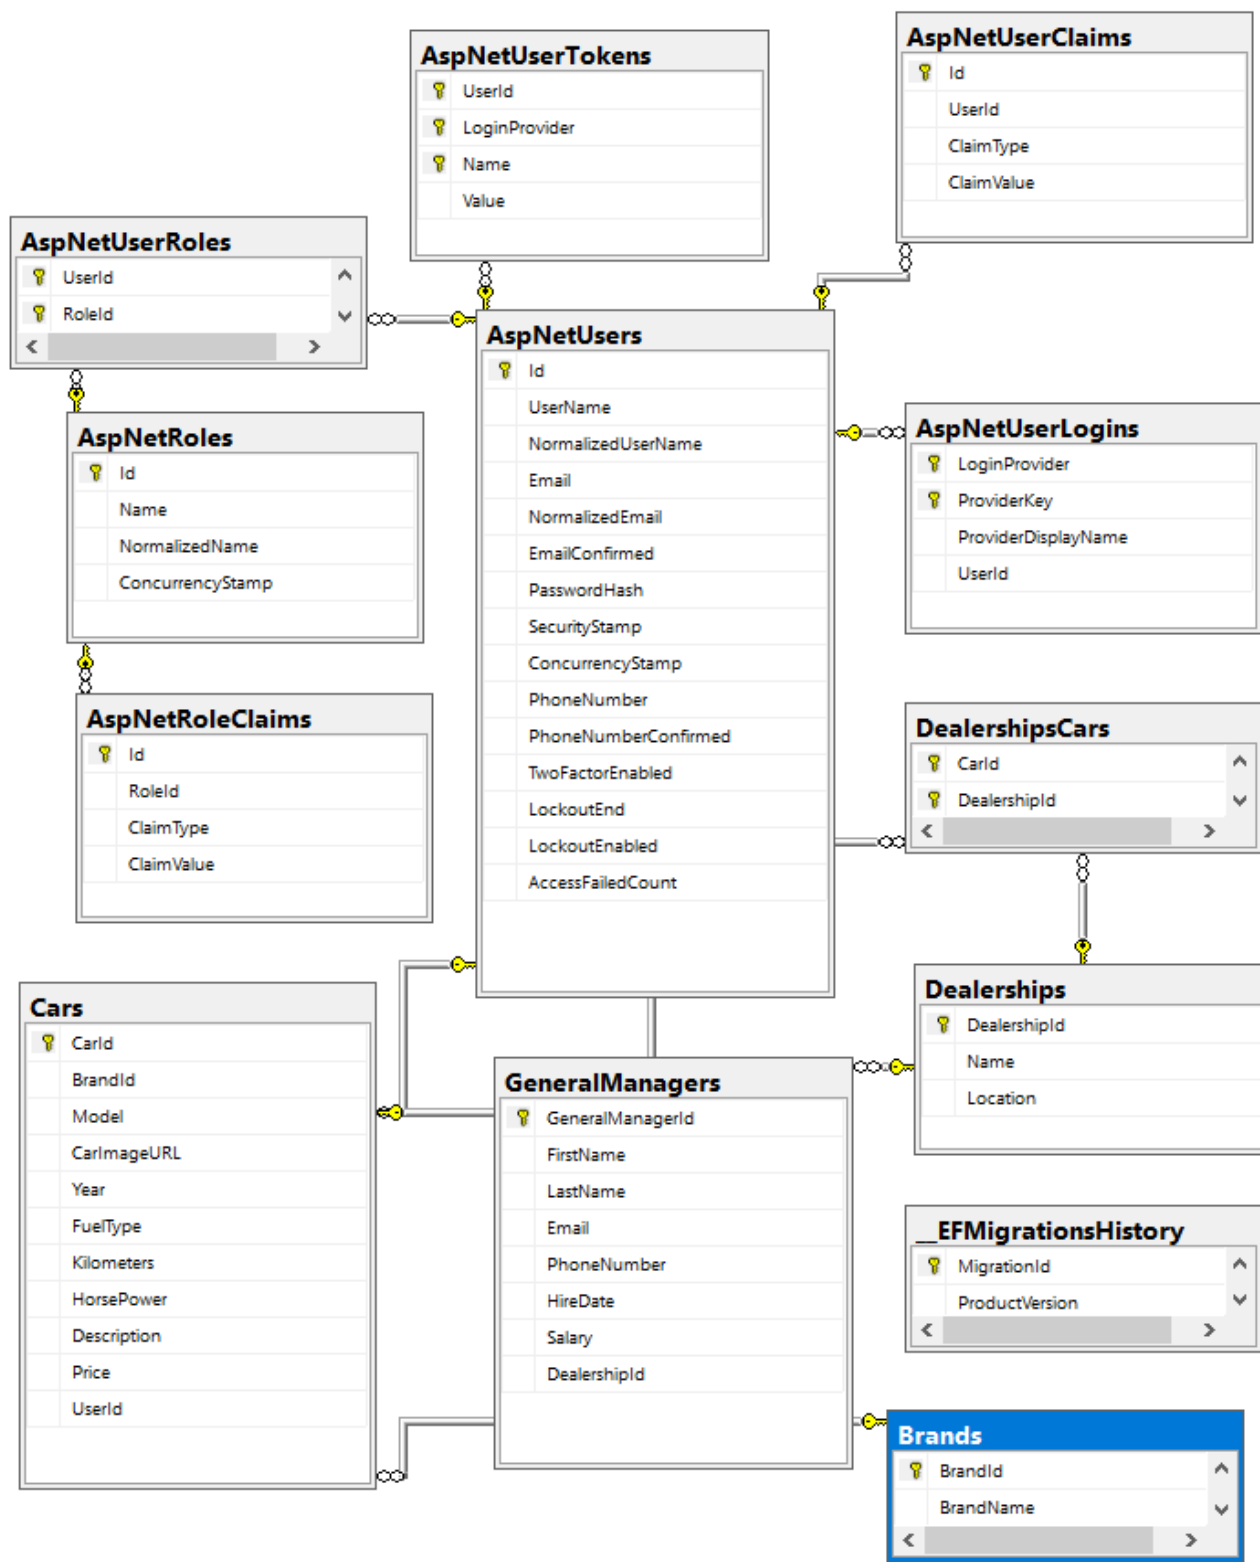 AspNetUserTokens
UserId
LoginProvider
Name
Value
AspNetUserClaims
Id
UserId
ClaimType
ClaimValue
AspNetUserRoles
UserId
RoleId
AspNetUsers
Id
UserName
NormalizedUserName
Email
NormalizedEmail
EmailConfirmed
PasswordHash
SecurityStamp
ConcurrencyStamp
PhoneNumber
PhoneNumberConfirmed
TwoFactorEnabled
LockoutEnd
LockoutEnabled
AccessFailedCount
AspNetRoles
Id
Name
NormalizedName
ConcurrencyStamp
AspNetUserLogins
LoginProvider
ProviderKey
ProviderDisplayName
UserId
AspNetRoleClaims
Id
RoleId
ClaimType
ClaimValue
DealershipsCars
CarId
DealershipId
Dealerships
DealershipId
Name
Location
Cars
CarId
BrandId
Model
CarImageURL
Year
FuelType
Kilometers
HorsePower
Description
Price
UserId
GeneralManagers
GeneralManagerId
FirstName
LastName
Email
PhoneNumber
HireDate
Salary
DealershipId
__EFMigrationsHistory
MigrationId
ProductVersion
Brands
BrandId
BrandName